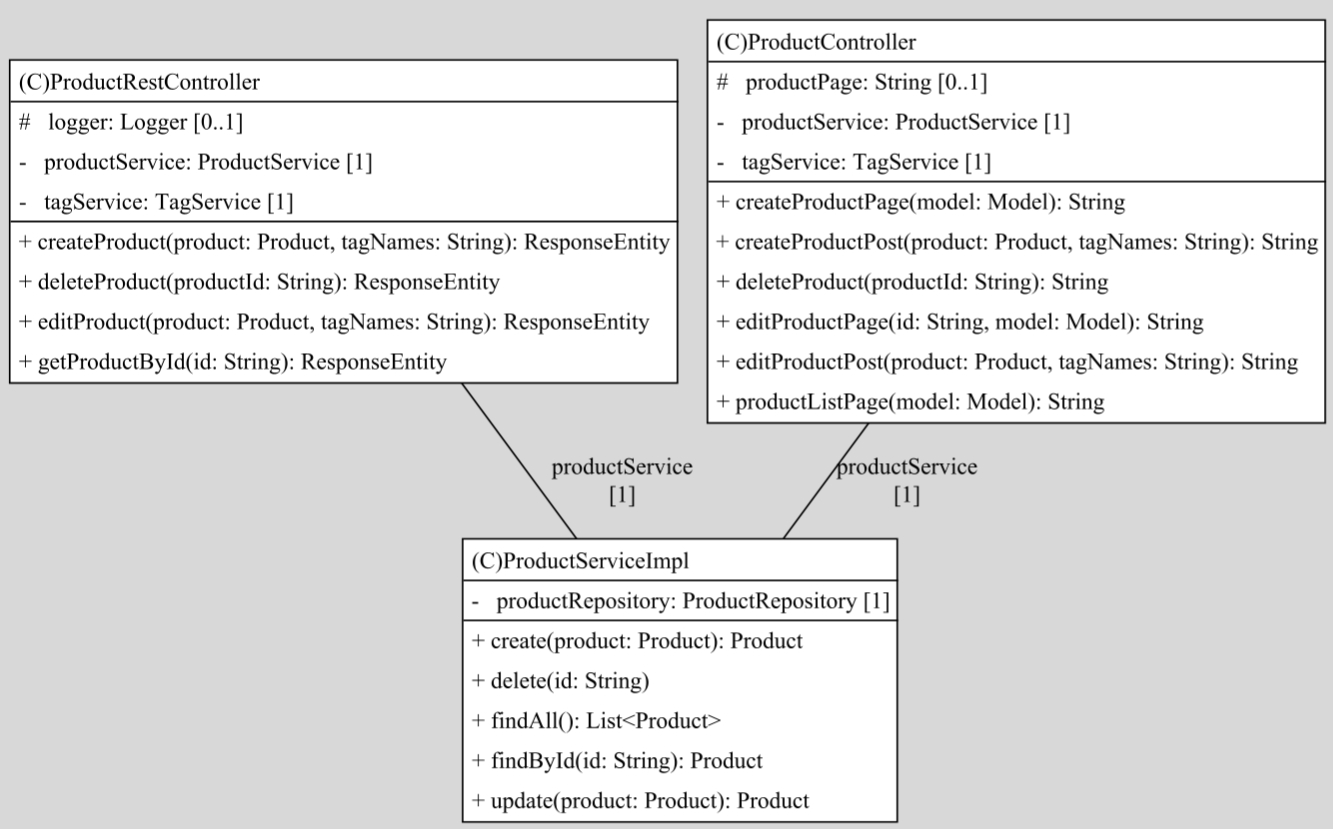 (C)ProductRestController
# logger: Logger [0..1]
- productService: ProductService [1]
- tagService: TagService [1]
+ createProduct(product: Product, tagNames: String): ResponseEntity
+ deleteProduct(productId: String): ResponseEntity
+ editProduct(product: Product, tagNames: String): ResponseEntity
+ getProductById(id: String): ResponseEntity
(C)ProductController
# productPage: String [0..1]
- productService: ProductService [1]
- tagService: TagService [1]
+ createProductPage(model: Model): String
+ createProductPost(product: Product, tagNames: String): String
+ deleteProduct(productId: String): String
+ editProductPage(id: String, model: Model): String
+ editProductPost(product: Product, tagNames: String): String
+ productListPage(model: Model): String
productService
[1]
productService
[1]
(C)ProductServiceImpl
- productRepository: ProductRepository [1]
+ create(product: Product): Product
+ delete(id: String)
+ findAll(): List<Product>
+ findById(id: String): Product
+ update(product: Product): Product